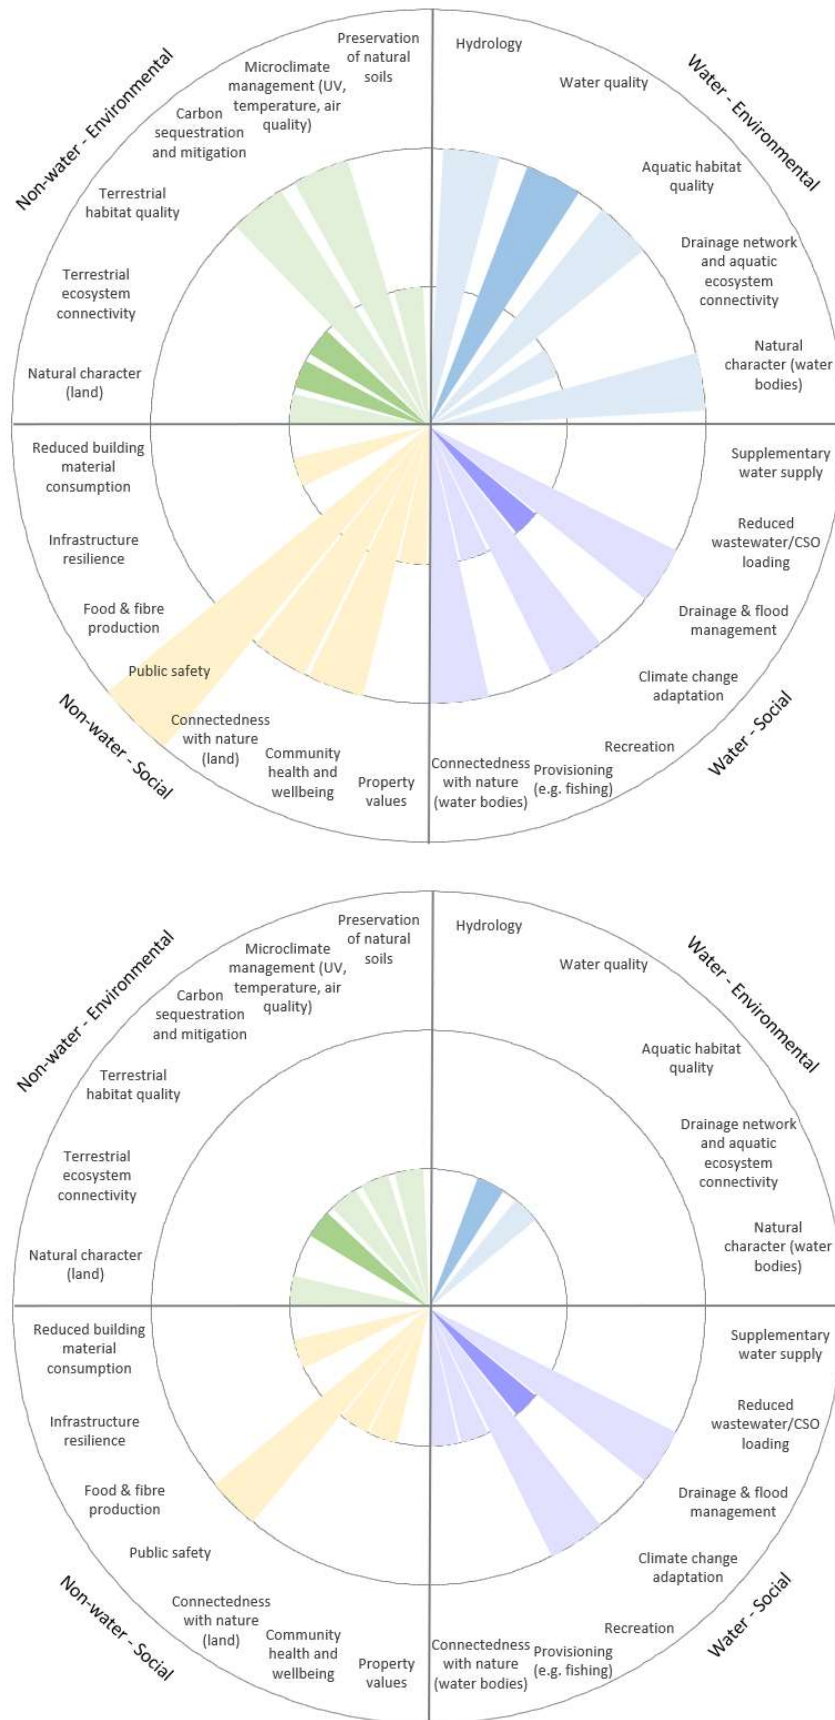 Preservation
of natural
soils
Hydrology
Microclimate
management (UV,
temperature, air
quality)
Water quality
Non-water - Environmental
Water - Environmental
Carbon
sequestration
and mitigation
Aquatic habitat
quality
Terrestrial
habitat quality
Drainage network
and aquatic
ecosystem
connectivity
Terrestrial
ecosystem
connectivity
Natural
character (water
bodies)
Natural character
(land)
Reduced building
material
consumption
Supplementary
water supply
Infrastructure
resilience
Reduced
wastewater/CSO
loading
Food & fibre
production
Drainage & flood
management
Public safety
Climate change
adaptation
Non-water - Social
Water - Social
Connectedness
with nature
(land)
Community
health and
wellbeing
Property
values
Connectedness
with nature
(water bodies)
Provisioning
(e.g. fishing)
Recreation
Preservation
of natural
soils
Hydrology
Microclimate
management (UV,
temperature, air
quality)
Water quality
Non-water - Environmental
Water - Environmental
Carbon
sequestration
and mitigation
Aquatic habitat
quality
Terrestrial
habitat quality
Drainage network
and aquatic
ecosystem
connectivity
Terrestrial
ecosystem
connectivity
Natural
character (water
bodies)
Natural character
(land)
Reduced building
material
consumption
Supplementary
water supply
Infrastructure
resilience
Reduced
wastewater/CSO
loading
Food & fibre
production
Drainage & flood
management
Public safety
Climate change
adaptation
Non-water - Social
Water - Social
Connectedness
with nature
(land)
Community
health and
wellbeing
Property
values
Connectedness
with nature
(water bodies)
Provisioning
(e.g. fishing)
Recreation